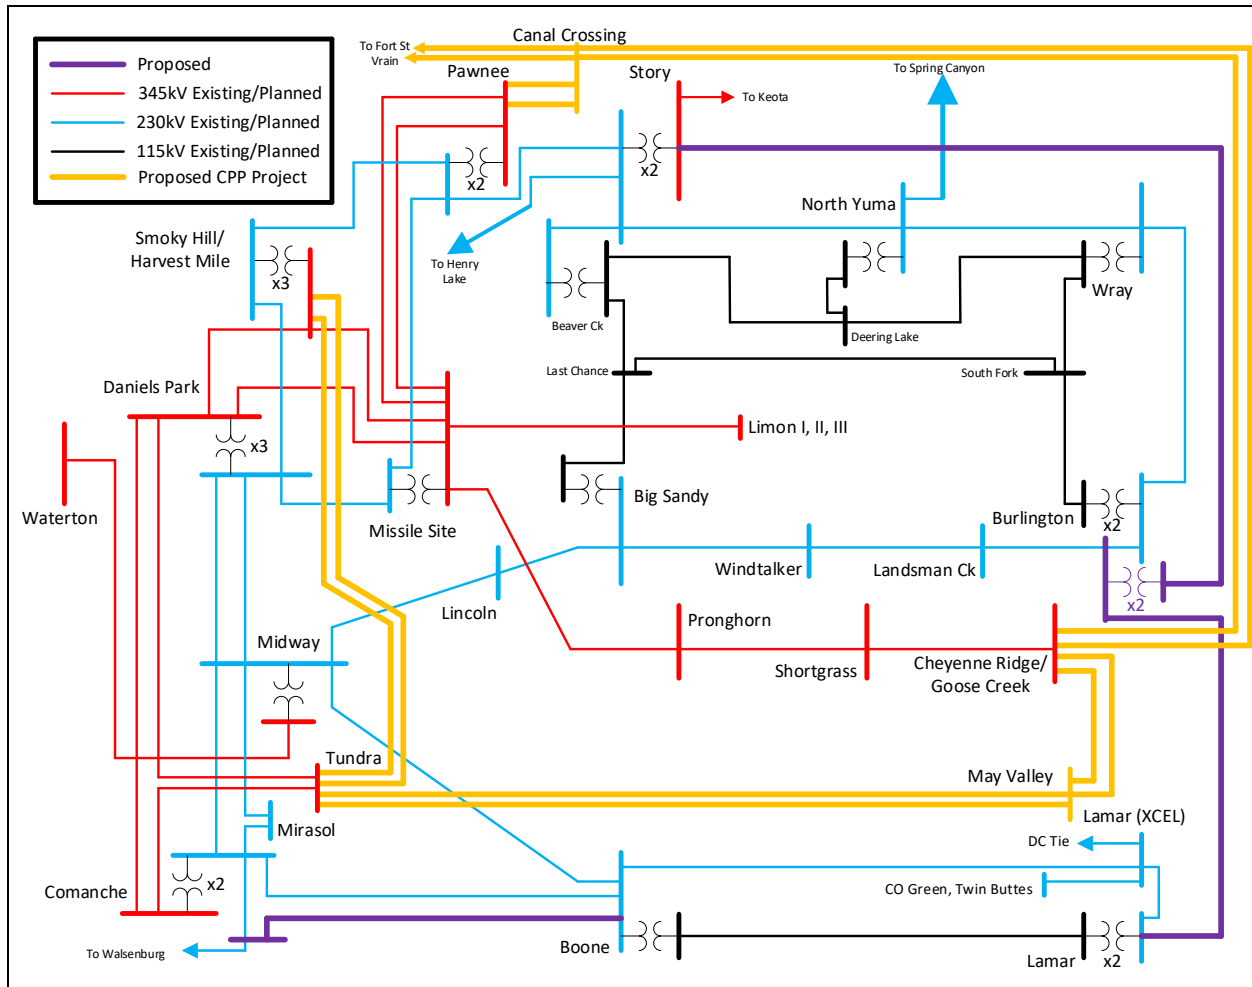 Canal Crossing
To Fort St
Vrain
Proposed
345kV Existing/Planned
230kV Existing/Planned
115kV Existing/Planned
Proposed CPP Project
Pawnee
Story
To Spring Canyon
To Keota
x2
x2
North Yuma
Smoky Hill/
Harvest Mile
x3
To Henry
Lake
Wray
Beaver Ck
Deering Lake
Last Chance
South Fork
Daniels Park
x3
Limon I, II, III
Waterton
Missile Site
Big Sandy
Burlington
x2
Windtalker
Landsman Ck
x2
Lincoln
Midway
Pronghorn
Shortgrass
Cheyenne Ridge/
Goose Creek
Tundra
May Valley
Mirasol
Lamar (XCEL)
DC Tie
Comanche
x2
CO Green, Twin Buttes
To Walsenburg
Boone
Lamar
x2